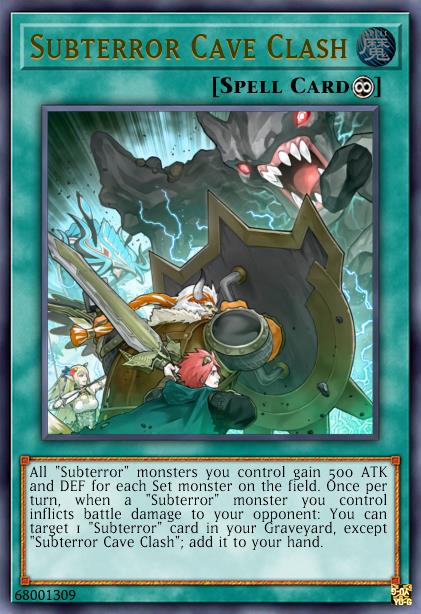 Subterror Cave Clash
[Spell Card]
All "Subterror" monsters you control gain 500 ATK
and DEF for each Set monster on the field. Once per
turn, when a "Subterror" monster you control
inflicts battle damage to your opponent: You can
target 1 "Subterror" card in your Graveyard, except
"Subterror Cave Clash"; add it to your hand.
68001309